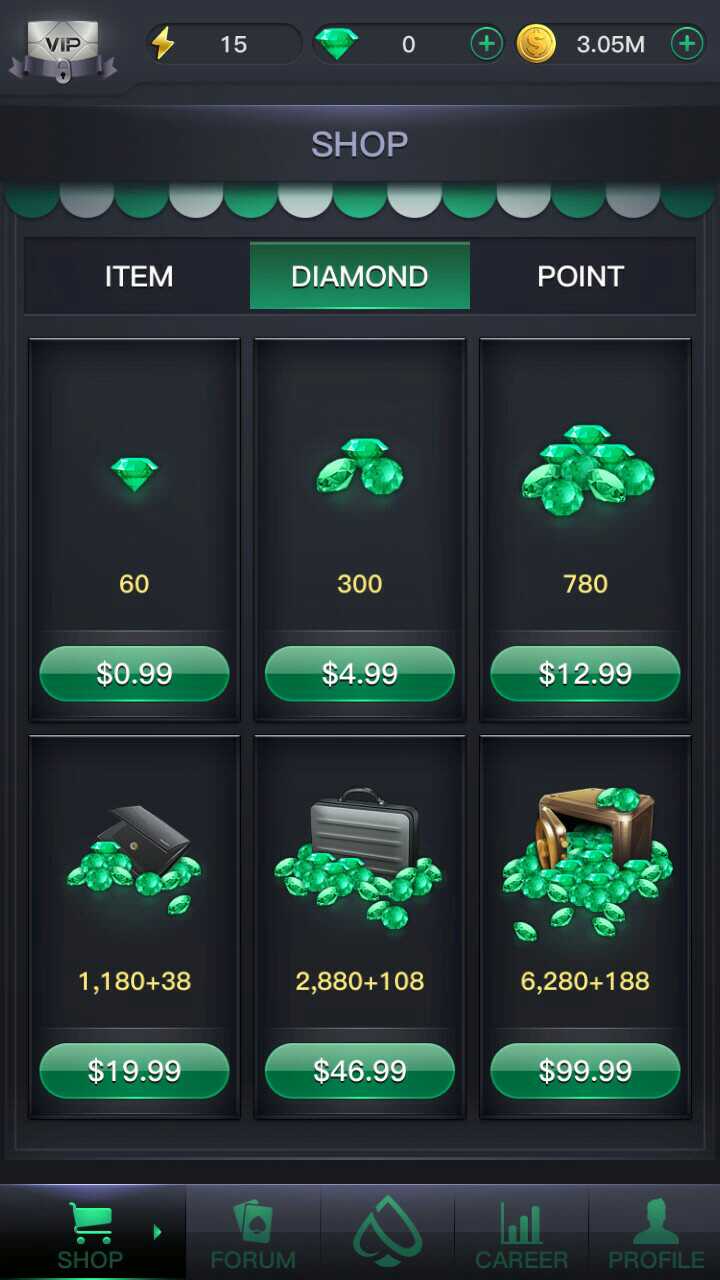 VIP
15
0
3.05M
SHOP
ITEM
DIAMOND
POINT
60
300
780
$0.99
$4.99
$12.99
1,180+38
2,880+108
6,280+188
$19.99
$46.99
$99.99
SHOP
FORUM
CAREER
PROFILE